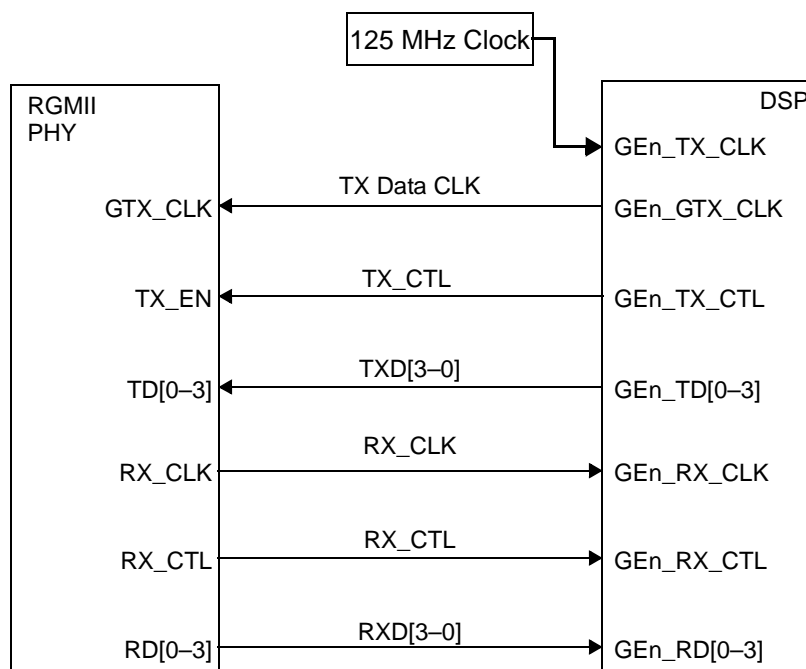 125 MHz Clock
RGMII
PHY
DSP
GEn_TX_CLK
TX Data CLK
GTX_CLK
GEn_GTX_CLK
TX_CTL
TX_EN
GEn_TX_CTL
TXD[3–0]
TD[0–3]
GEn_TD[0–3]
RX_CLK
RX_CLK
GEn_RX_CLK
RX_CTL
RX_CTL
GEn_RX_CTL
RXD[3–0]
RD[0–3]
GEn_RD[0–3]